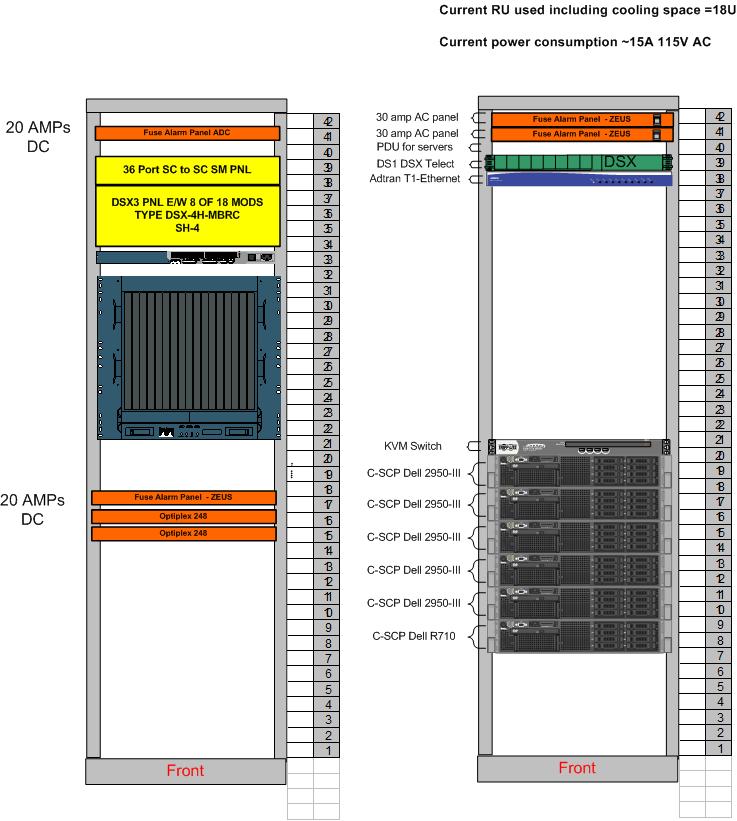 Current RU used including cooling space =18U
Current power consumption ~15A 115V AC
20 AMPs
DC
Fuse Alarm Panel ADC
36 Port SC to SC SM PNL
DSX3 PNL E/W 8 OF 18 MODS
TYPE DSX-4H-MBRC
SH-4
20 AMPs
DC
Fuse Alarm Panel - ZEUS
Optiplex 248
Optiplex 248
42
41
40
39
38
37
36
35
34
33
32
31
30
29
28
27
26
25
24
23
22
21
20
19
18
17
16
15
14
13
12
11
10
9
8
7
6
5
4
3
2
1
Front
30 amp AC panel
30 amp AC panel
PDU for servers
DS1 DSX Telect
Adtran T1-Ethernet
Fuse Alarm Panel - ZEUS
Fuse Alarm Panel - ZEUS
DSX
KVM Switch
C-SCP Dell 2950-III
C-SCP Dell 2950-III
C-SCP Dell 2950-III
C-SCP Dell 2950-III
C-SCP Dell 2950-III
C-SCP Dell R710
42
41
40
39
38
37
36
35
34
33
32
31
30
29
28
27
26
25
24
23
22
21
20
19
18
17
16
15
14
13
12
11
10
9
8
7
6
5
4
3
2
1
Front